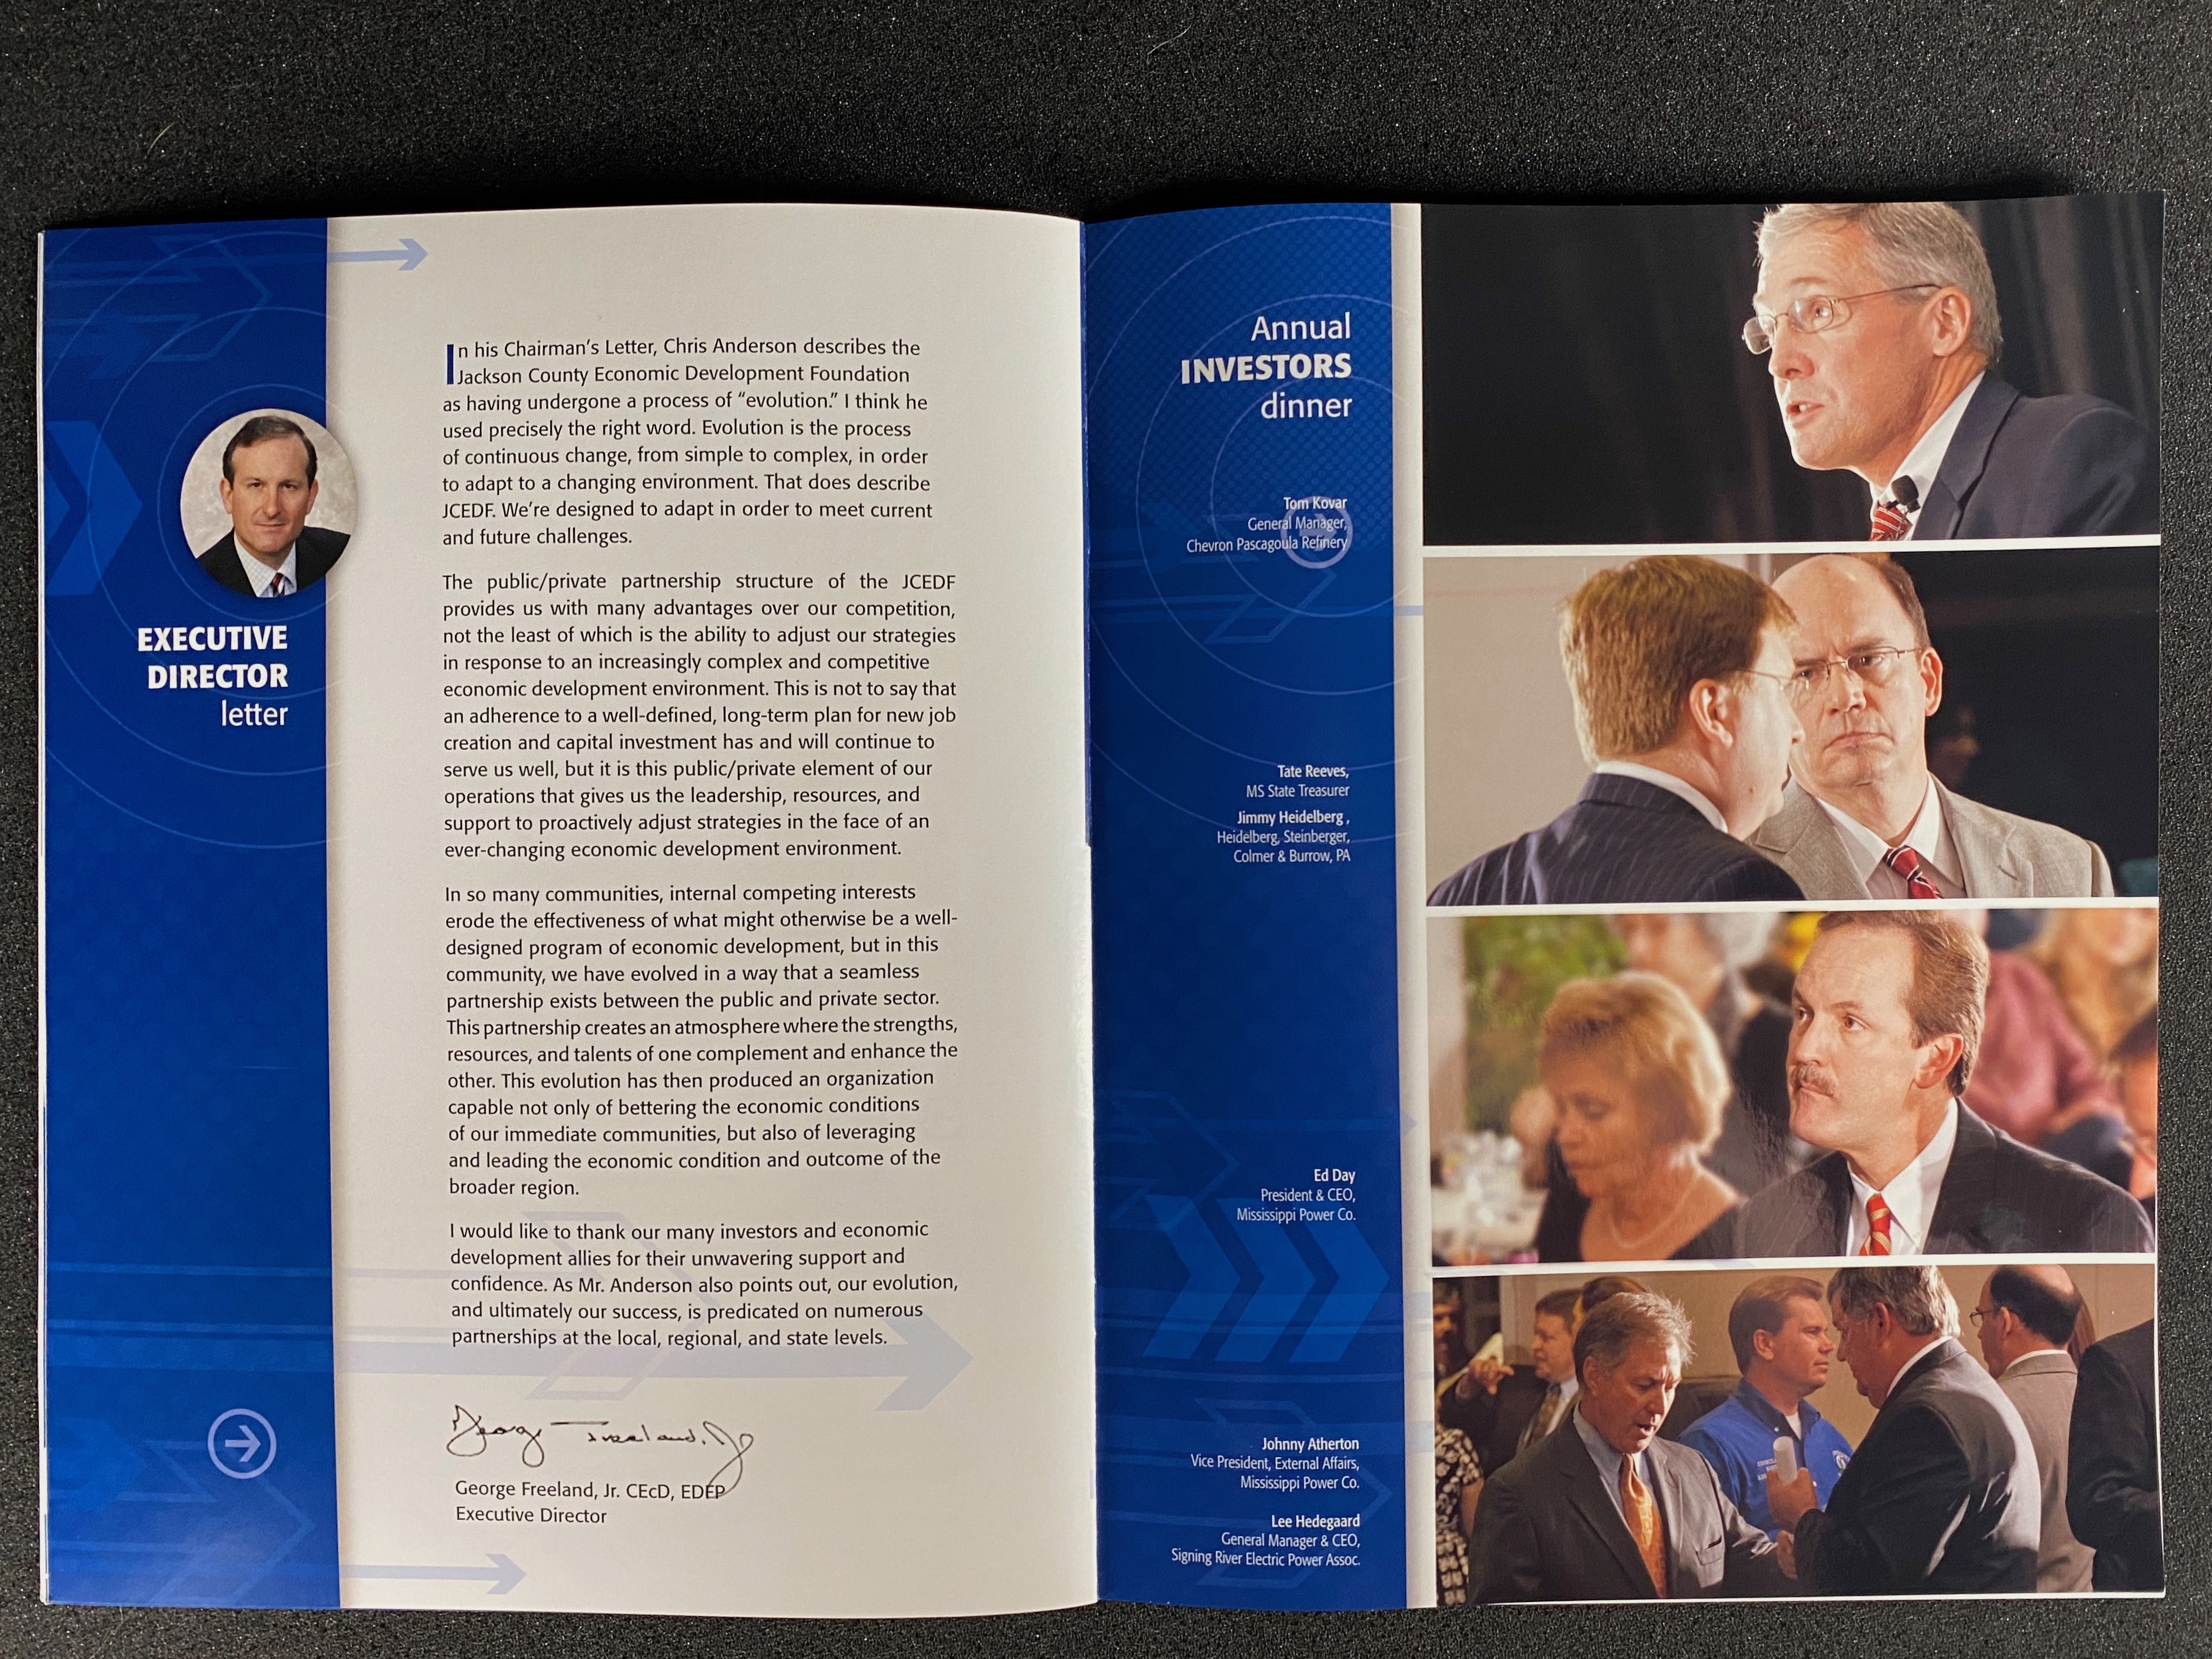 EXECUTIVE
DIRECTOR
letter
In his Chairman's Letter, Chris Anderson describes the
Jackson County Economic Development Foundation
as having undergone a process of “evolution.” I think he
used precisely the right word. Evolution is the process
of continuous change, from simple to complex, in order
to adapt to a changing environment. That does describe
JCEDF. We're designed to adapt in order to meet current
and future challenges.
The public/private partnership structure of the JCEDF
provides us with many advantages over our competition,
not the least of which is the ability to adjust our strategies
in response to an increasingly complex and competitive
economic development environment. This is not to say that
an adherence to a well-defined, long-term plan for new job
creation and capital investment has and will continue to
serve us well, but it is this public/private element of our
operations that gives us the leadership, resources, and
support to proactively adjust strategies in the face of an
ever-changing economic development environment.
In so many communities, internal competing interests
erode the effectiveness of what might otherwise be a well-
designed program of economic development, but in this
community, we have evolved in a way that a seamless
partnership exists between the public and private sector.
This partnership creates an atmosphere where the strengths,
resources, and talents of one complement and enhance the
other. This evolution has then produced an organization
capable not only of bettering the economic conditions
of our immediate communities, but also of leveraging
and leading the economic condition and outcome of the
broader region.
I would like to thank our many investors and economic
development allies for their unwavering support and
confidence. As Mr. Anderson also points out, our evolution,
and ultimately our success, is predicated on numerous
partnerships at the local, regional, and state levels.
George Freeland, Jr.
George Freeland, Jr. CEcD, EDFP
Executive Director
Annual
INVESTORS
dinner
Tom Kovar
General Manager,
Chevron Pascagoula Refinery
Tate Reeves,
MS State Treasurer
Jimmy Heidelberg ,
Heidelberg, Steinberger,
Colmer & Burrow, PA
Ed Day
President & CEO,
Mississippi Power Co.
Johnny Atherton
Vice President, External Affairs,
Mississippi Power Co.
Lee Hedegaard
General Manager & CEO,
Signing River Electric Power Assoc.